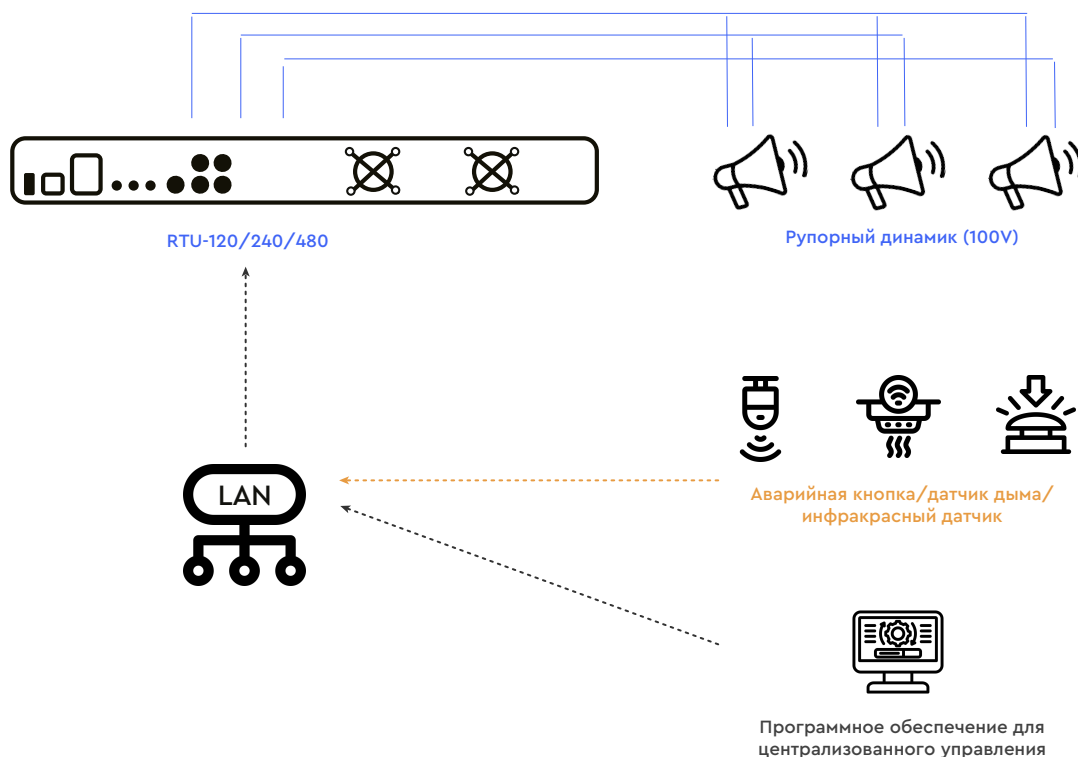 RTU-120/240/480
Рупорный динамик (100V)
LAN
Аварийная кнопка/датчик дыма/
инфракрасный датчик
Программное обеспечение для
централизованного управления